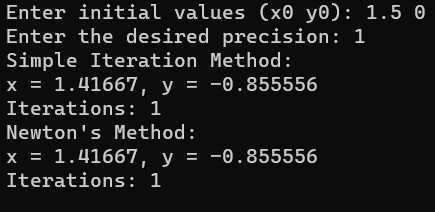 Enter initial values (x0 y0): 1.5 0
Enter the desired precision: 1
Simple Iteration Method:
x = 1.41667, y = -0.855556
Iterations: 1
Newton's Method:
x = 1.41667, y = -0.855556
Iterations: 1